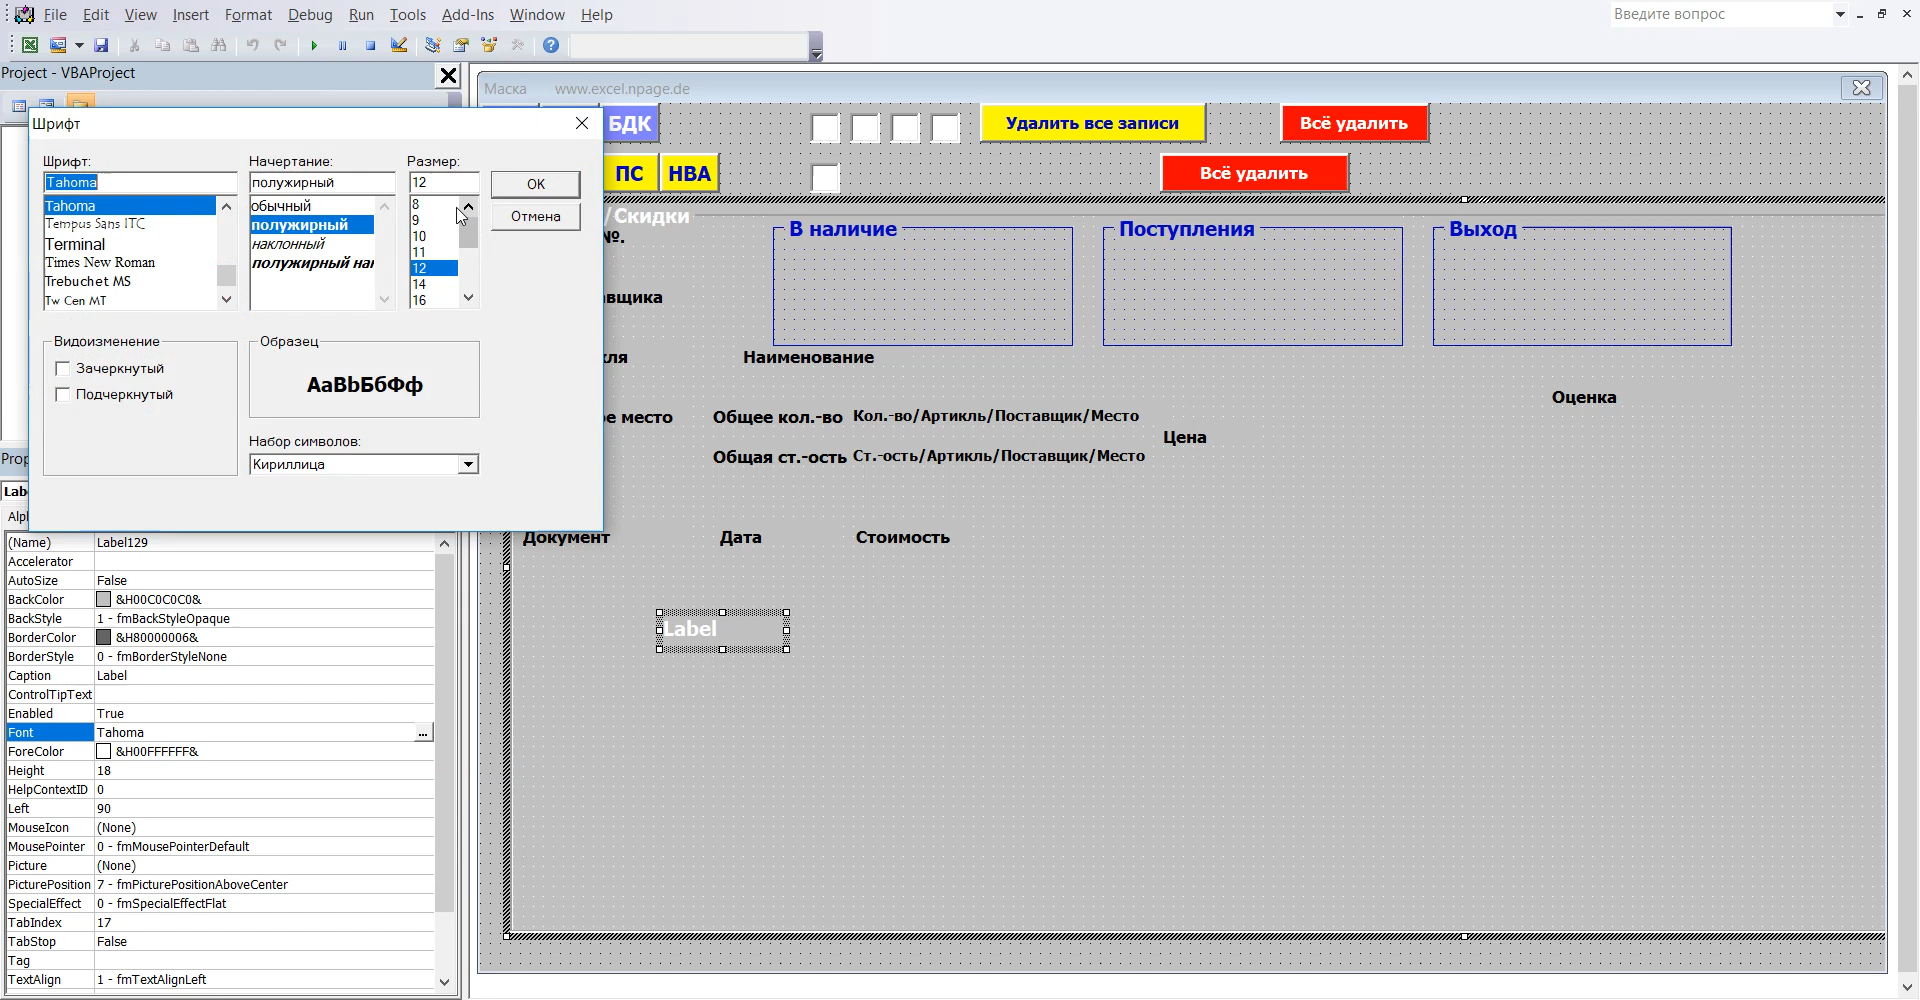 File Edit View Insert Format Debug Run Tools Add-Ins Window Help
Введите вопрос
Project - VBAProject
Маска www.excel.npage.de
БДК
Удалить все записи
Всё удалить
ПС НВА
Всё удалить
Шрифт
Шрифт:
Tahoma
Tahoma
Tempus Sans ITC
Terminal
Times New Roman
Trebuchet MS
Tw Cen MT
Начертание:
полужирный
обычный
полужирный
наклонный
полужирный нак
Размер:
12
8
9
10
11
12
14
16
ОК
Отмена
Видоизменение
Зачеркнутый
Подчеркнутый
Образец
AaBbБбФф
Набор символов:
Кириллица
/Скидки
№.
В наличие
Поступления
Выход
вщика
кля
Наименование
Оценка
е место
Общее кол.-во Кол.-во/Артикль/Поставщик/Место
Цена
Общая ст.-ость Ст.-ость/Артикль/Поставщик/Место
Документ
Дата
Стоимость
Label
Prop
Labe
Alph
(Name) Label129
Accelerator
AutoSize False
BackColor &H00C0C0C0&
BackStyle 1 - fmBackStyleOpaque
BorderColor &H80000006&
BorderStyle 0 - fmBorderStyleNone
Caption Label
ControlTipText
Enabled True
Font Tahoma ...
ForeColor &H00FFFFFF&
Height 18
HelpContextID 0
Left 90
MouseIcon (None)
MousePointer 0 - fmMousePointerDefault
Picture (None)
PicturePosition 7 - fmPicturePositionAboveCenter
SpecialEffect 0 - fmSpecialEffectFlat
TabIndex 17
TabStop False
Tag
TextAlign 1 - fmTextAlignLeft